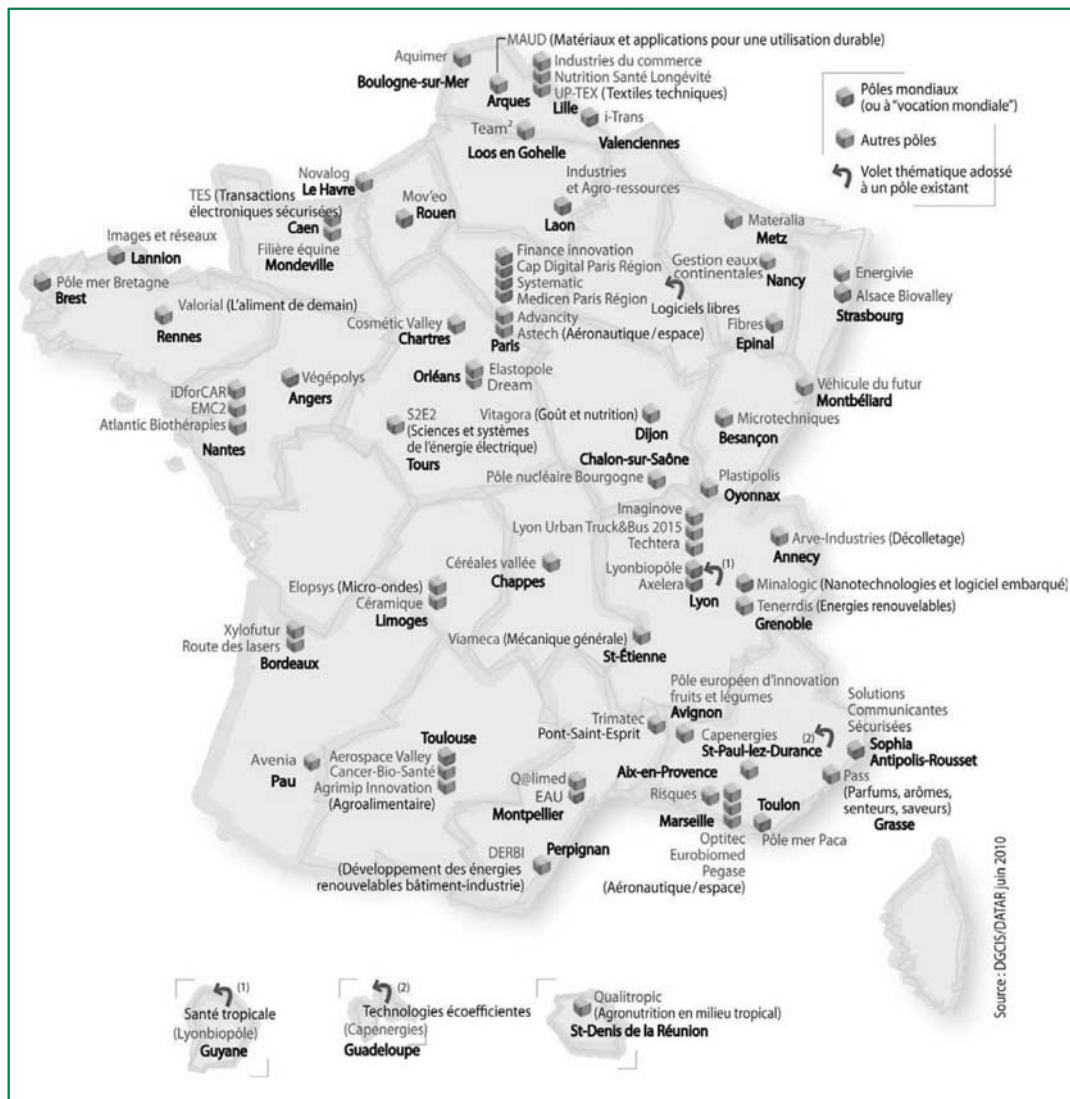 MAUD (Matériaux et applications pour une utilisation durable)
Aquimer
Boulogne-sur-Mer
Arques
Industries du commerce
Nutrition Santé Longévité
UP-TEX (Textiles techniques)
Lille
i-Trans
Valenciennes
Team²
Loos en Gohelle
Pôles mondiaux
(ou à "vocation mondiale")
Autres pôles
Volet thématique adossé
à un pôle existant
Novalog
Le Havre
TES (Transactions
électroniques sécurisées)
Caen
Filière équine
Mondeville
Mov'eo
Rouen
Industries
et Agro-ressources
Laon
Materalia
Metz
Gestion eaux
continentales
Nancy
Energivie
Alsace Biovalley
Strasbourg
Images et réseaux
Lannion
Pôle mer Bretagne
Brest
Valorial (L'aliment de demain)
Rennes
Finance innovation
Cap Digital Paris Région
Systematic
Medicen Paris Région
Logiciels libres
Advancity
Astech (Aéronautique/espace)
Paris
Cosmétic Valley
Chartres
Fibres
Epinal
Orléans
Elastopole
Dream
Végépolys
Angers
iDforCAR
EMC2
Atlantic Biothérapies
Nantes
S2E2
(Sciences et systèmes
de l'énergie électrique)
Tours
Vitagora (Goût et nutrition)
Dijon
Véhicule du futur
Montbéliard
Microtechniques
Besançon
Chalon-sur-Saône
Pôle nucléaire Bourgogne
Plastipolis
Oyonnax
Imaginove
Lyon Urban Truck&Bus 2015
Techtera
Lyonbiopôle
(1)
Axelera
Lyon
Arve-Industries (Décolletage)
Annecy
Minalogic (Nanotechnologies et logiciel embarqué)
Tenerrdis (Energies renouvelables)
Grenoble
Céréales vallée
Chappes
Elopsys (Micro-ondes)
Céramique
Limoges
Viameca (Mécanique générale)
St-Étienne
Xylofutur
Route des lasers
Bordeaux
Pôle européen d'innovation
fruits et légumes
Avignon
Trimatec
Pont-Saint-Esprit
Capenergies
(2)
St-Paul-lez-Durance
Solutions
Communicantes
Sécurisées
Sophia
Antipolis-Rousset
Avenia
Pau
Toulouse
Aerospace Valley
Cancer-Bio-Santé
Agrimip Innovation
(Agroalimentaire)
Q@limed
EAU
Montpellier
Aix-en-Provence
Risques
Marseille
Optitec
Eurobiomed
Pegase
(Aéronautique/espace)
Toulon
Pôle mer Paca
Pass
(Parfums, arômes,
senteurs, saveurs)
Grasse
DERBI
(Développement des énergies
renouvelables bâtiment-industrie)
Perpignan
Source : DGCIS/DATAR juin 2010
(1)
Santé tropicale
(Lyonbiopôle)
Guyane
(2)
Technologies écoefficientes
(Capénergies)
Guadeloupe
Qualitropic
(Agronutrition en milieu tropical)
St-Denis de la Réunion